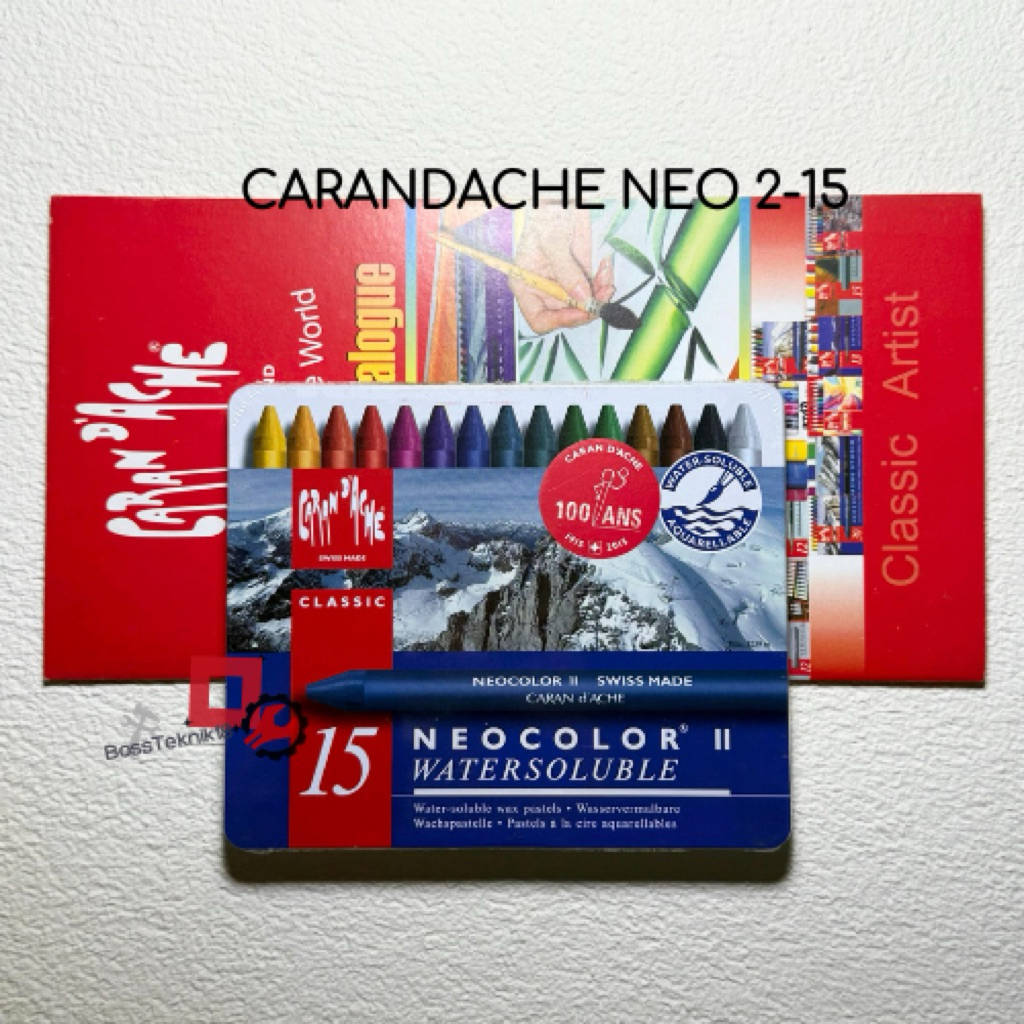 CARANDACHE NEO 2-15
CARAN D'ACHE®
World
alogue
Classic Artist
CARAN D'ACHE
SWISS MADE
CLASSIC
CARAN D'ACHE
100 ANS
1915 2015
WATER-SOLUBLE
AQUARELLABLE
NEOCOLOR II SWISS MADE
CARAN d'ACHE
15
NEOCOLOR® II
WATERSOLUBLE
Water-soluble wax pastels • Wasservermalbare
Wachspastelle • Pastels à la cire aquarellables
BossTeknik